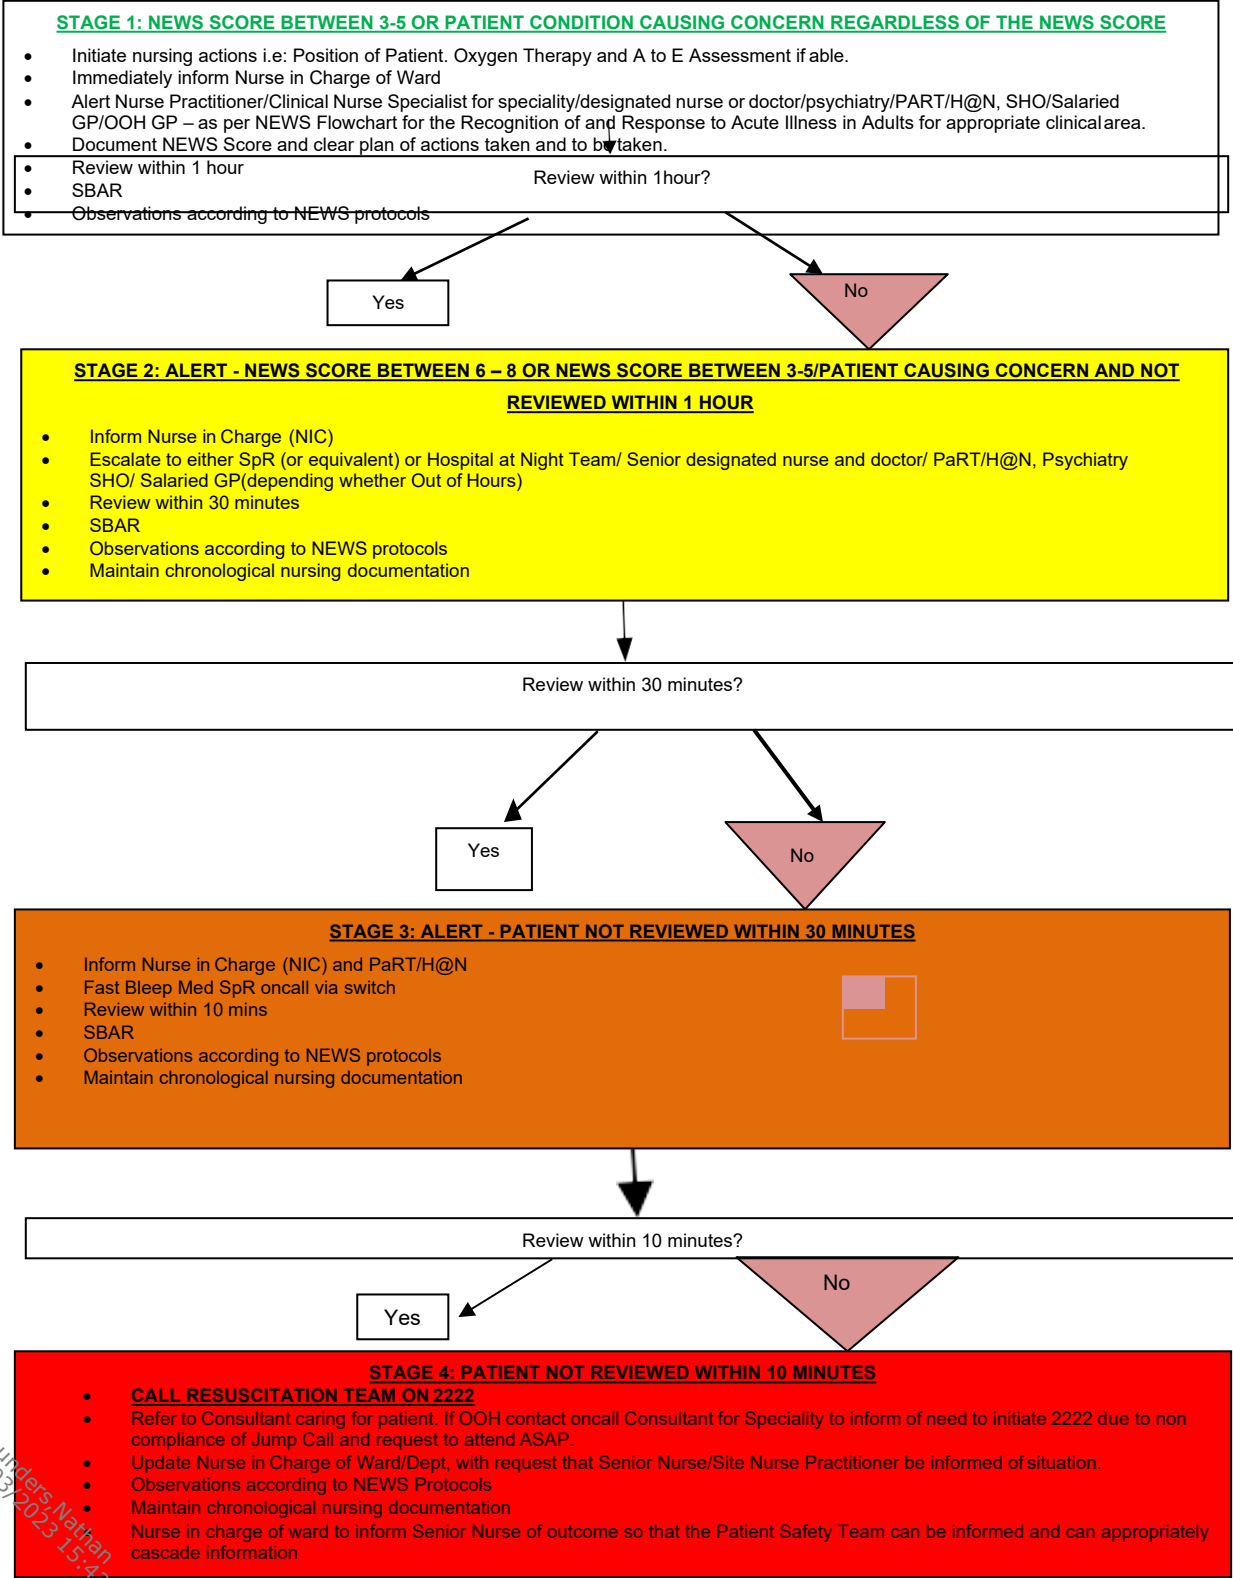 STAGE 1: NEWS SCORE BETWEEN 3-5 OR PATIENT CONDITION CAUSING CONCERN REGARDLESS OF THE NEWS SCORE
• Initiate nursing actions i.e: Position of Patient. Oxygen Therapy and A to E Assessment if able.
• Immediately inform Nurse in Charge of Ward
• Alert Nurse Practitioner/Clinical Nurse Specialist for speciality/designated nurse or doctor/psychiatry/PART/H@N, SHO/Salaried
GP/OOH GP – as per NEWS Flowchart for the Recognition of and Response to Acute Illness in Adults for appropriate clinicalarea.
• Document NEWS Score and clear plan of actions taken and to be taken.
• Review within 1 hour
• SBAR
• Observations according to NEWS protocols
Review within 1hour?
Yes
No
STAGE 2: ALERT - NEWS SCORE BETWEEN 6 – 8 OR NEWS SCORE BETWEEN 3-5/PATIENT CAUSING CONCERN AND NOT
REVIEWED WITHIN 1 HOUR
• Inform Nurse in Charge (NIC)
• Escalate to either SpR (or equivalent) or Hospital at Night Team/ Senior designated nurse and doctor/ PaRT/H@N, Psychiatry
SHO/ Salaried GP(depending whether Out of Hours)
• Review within 30 minutes
• SBAR
• Observations according to NEWS protocols
• Maintain chronological nursing documentation
Review within 30 minutes?
Yes
No
STAGE 3: ALERT - PATIENT NOT REVIEWED WITHIN 30 MINUTES
• Inform Nurse in Charge (NIC) and PaRT/H@N
• Fast Bleep Med SpR oncall via switch
• Review within 10 mins
• SBAR
• Observations according to NEWS protocols
• Maintain chronological nursing documentation
Review within 10 minutes?
Yes
No
STAGE 4: PATIENT NOT REVIEWED WITHIN 10 MINUTES
• CALL RESUSCITATION TEAM ON 2222
• Refer to Consultant caring for patient. If OOH contact oncall Consultant for Speciality to inform of need to initiate 2222 due to non
compliance of Jump Call and request to attend ASAP.
• Update Nurse in Charge of Ward/Dept, with request that Senior Nurse/Site Nurse Practitioner be informed of situation.
• Observations according to NEWS Protocols
• Maintain chronological nursing documentation
• Nurse in charge of ward to inform Senior Nurse of outcome so that the Patient Safety Team can be informed and can appropriately
cascade information
Nathan
2023 15:4